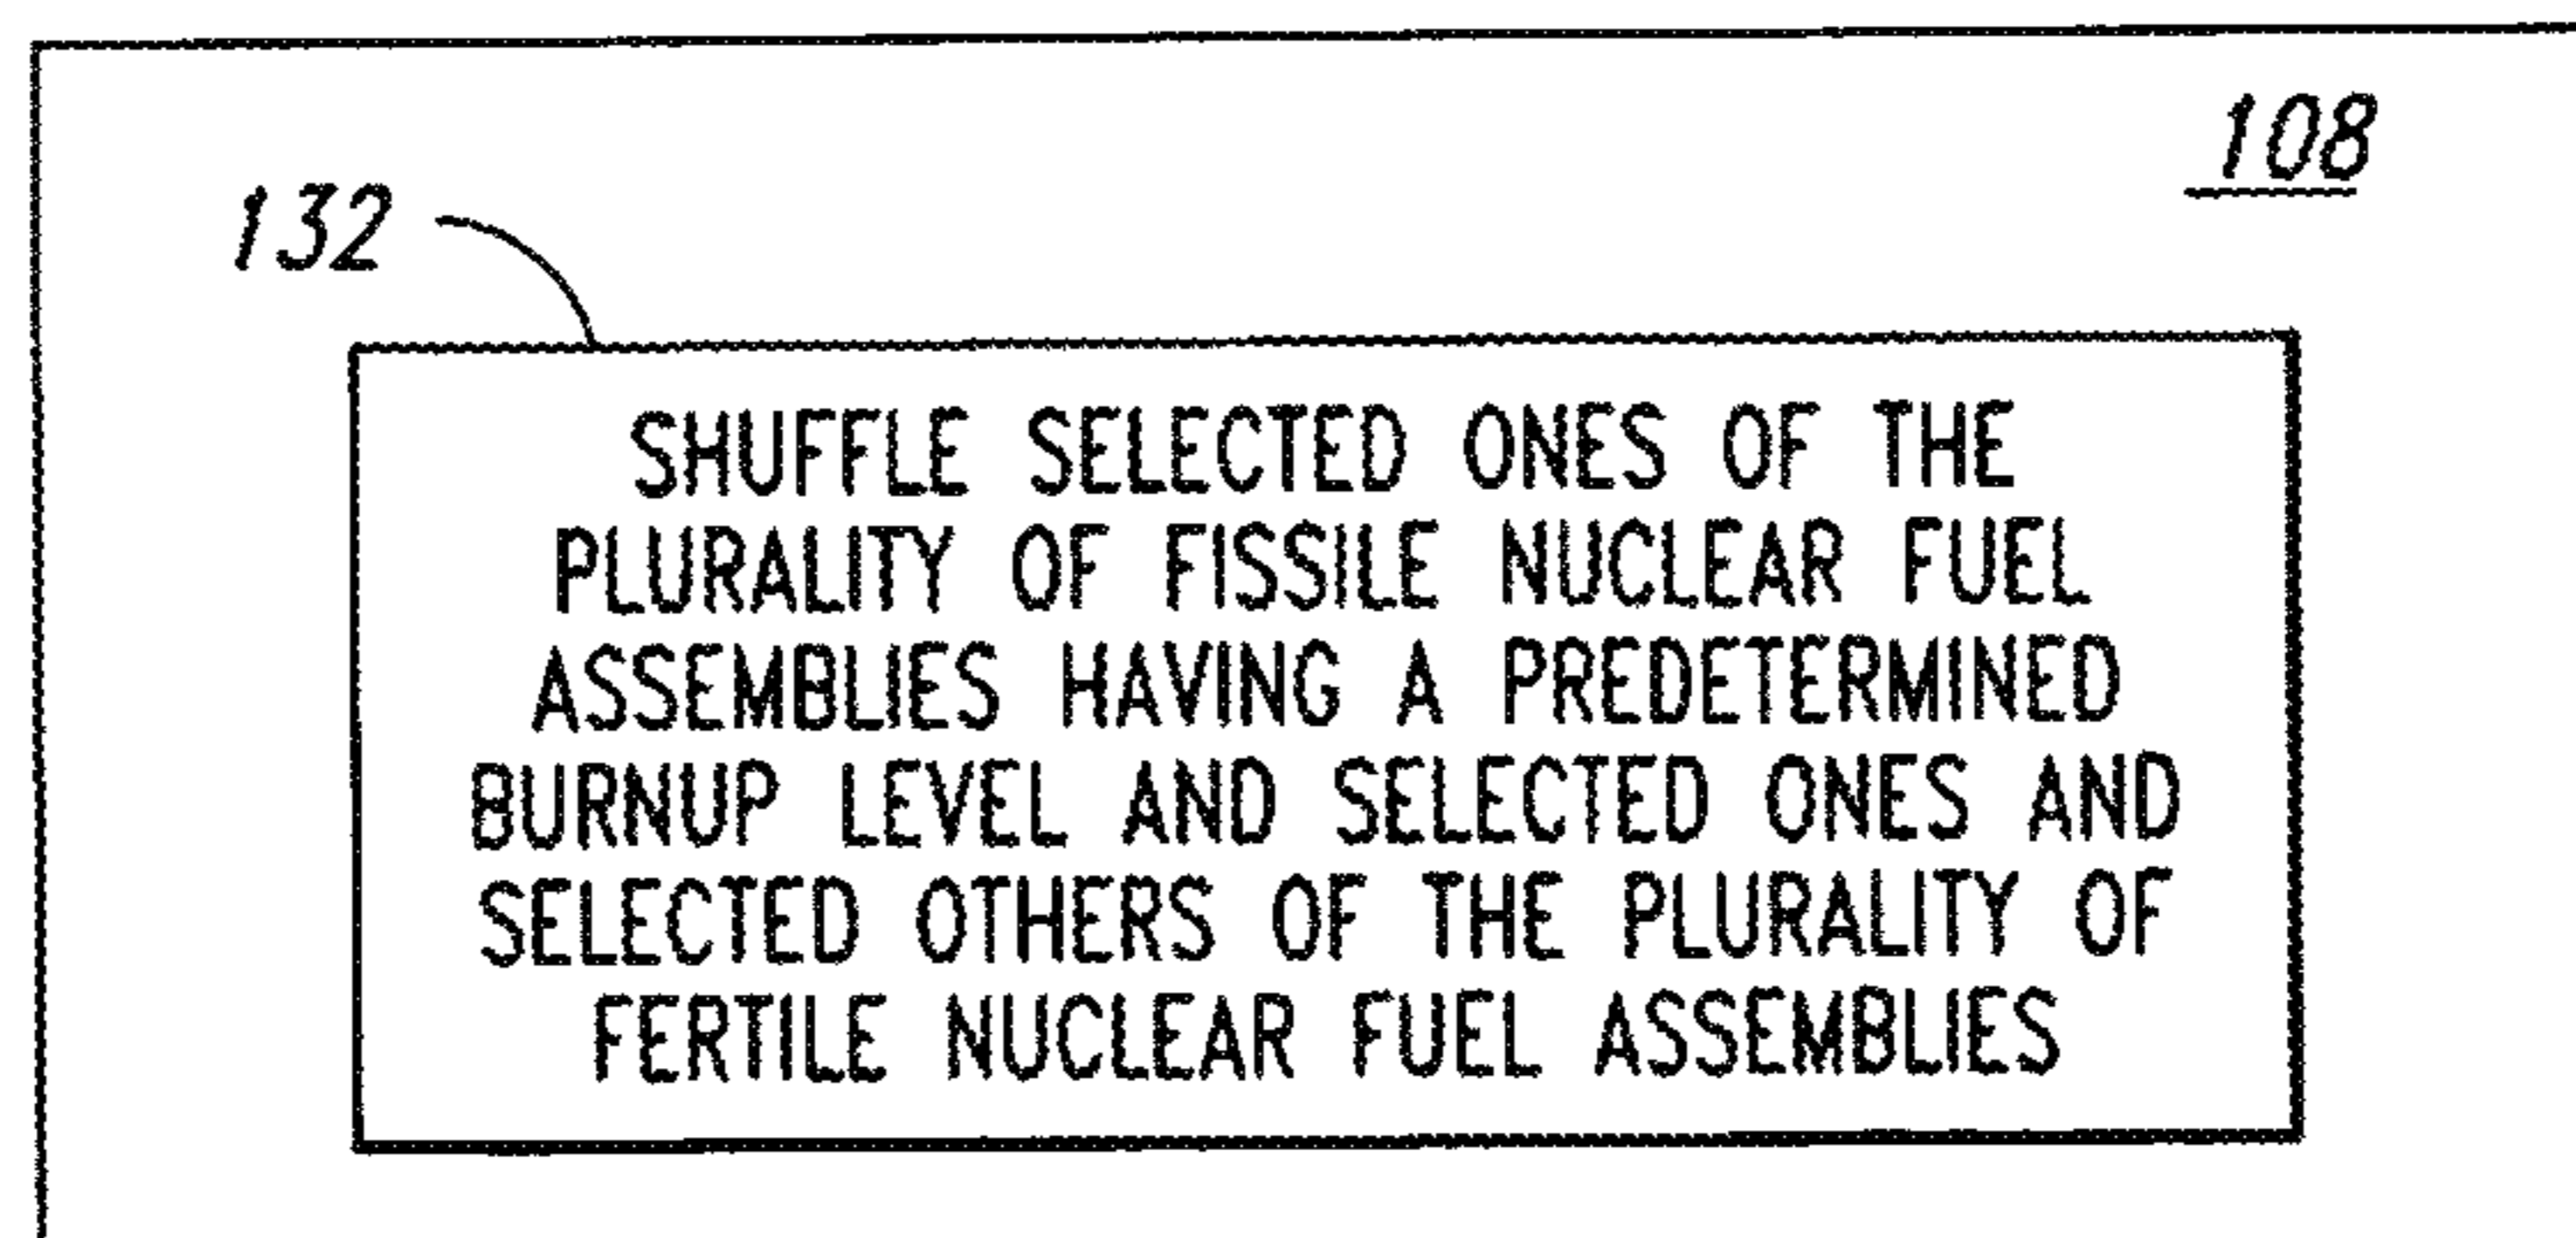 108
132
SHUFFLE SELECTED ONES OF THE
PLURALITY OF FISSILE NUCLEAR FUEL
ASSEMBLIES HAVING A PREDETERMINED
BURNUP LEVEL AND SELECTED ONES AND
SELECTED OTHERS OF THE PLURALITY OF
FERTILE NUCLEAR FUEL ASSEMBLIES